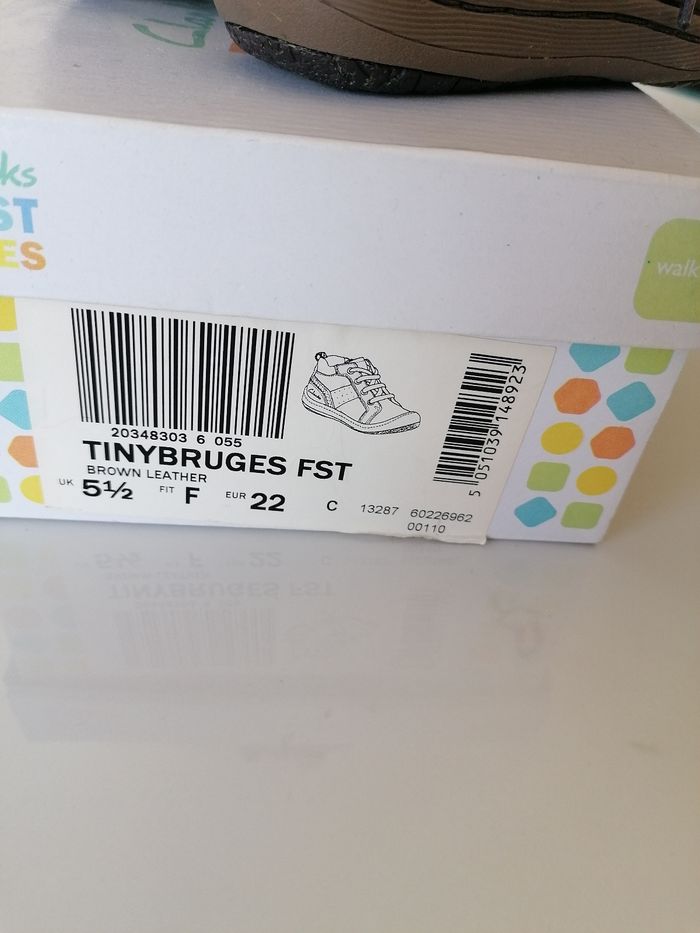 Clarks
ks
ST
ES
walk
20348303 6 055
TINYBRUGES FST
BROWN LEATHER
UK 5½ FIT F EUR 22 C 13287 60226962
00110
5 051039 148923